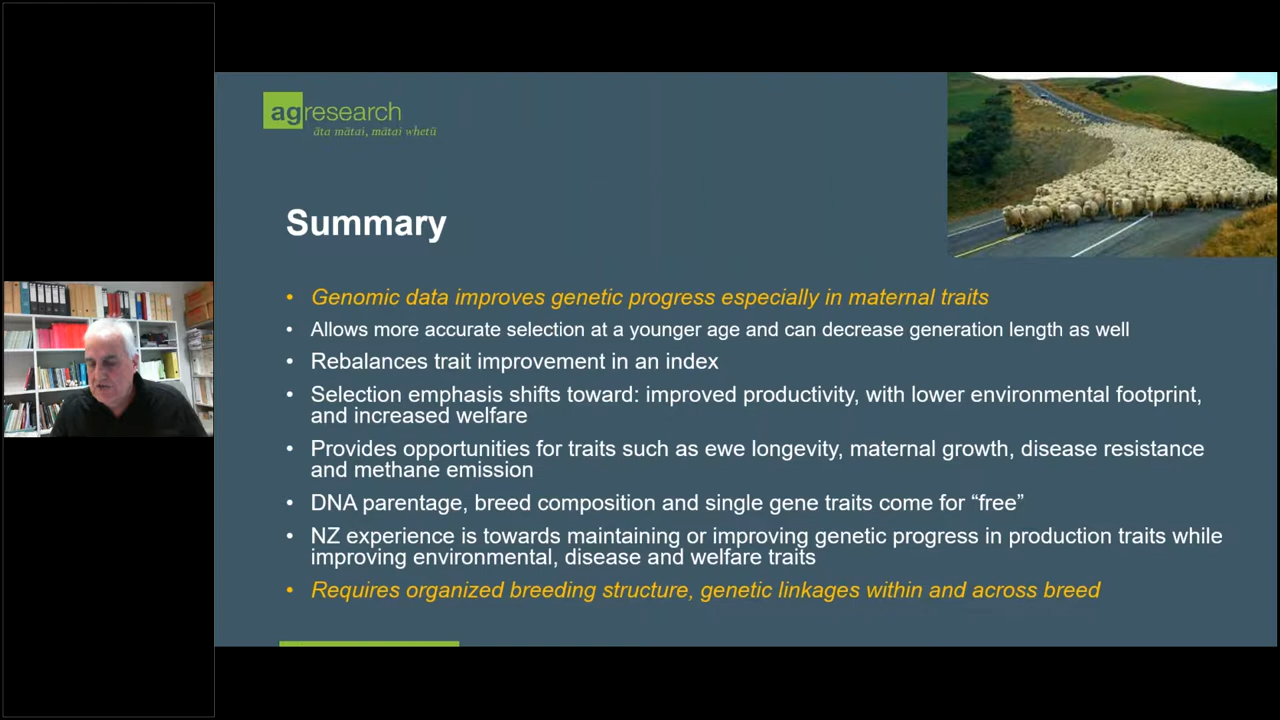 agresearch
āta mātai, mātai whetū
Summary
• Genomic data improves genetic progress especially in maternal traits
• Allows more accurate selection at a younger age and can decrease generation length as well
• Rebalances trait improvement in an index
• Selection emphasis shifts toward: improved productivity, with lower environmental footprint,
and increased welfare
• Provides opportunities for traits such as ewe longevity, maternal growth, disease resistance
and methane emission
• DNA parentage, breed composition and single gene traits come for “free”
• NZ experience is towards maintaining or improving genetic progress in production traits while
improving environmental, disease and welfare traits
• Requires organized breeding structure, genetic linkages within and across breed